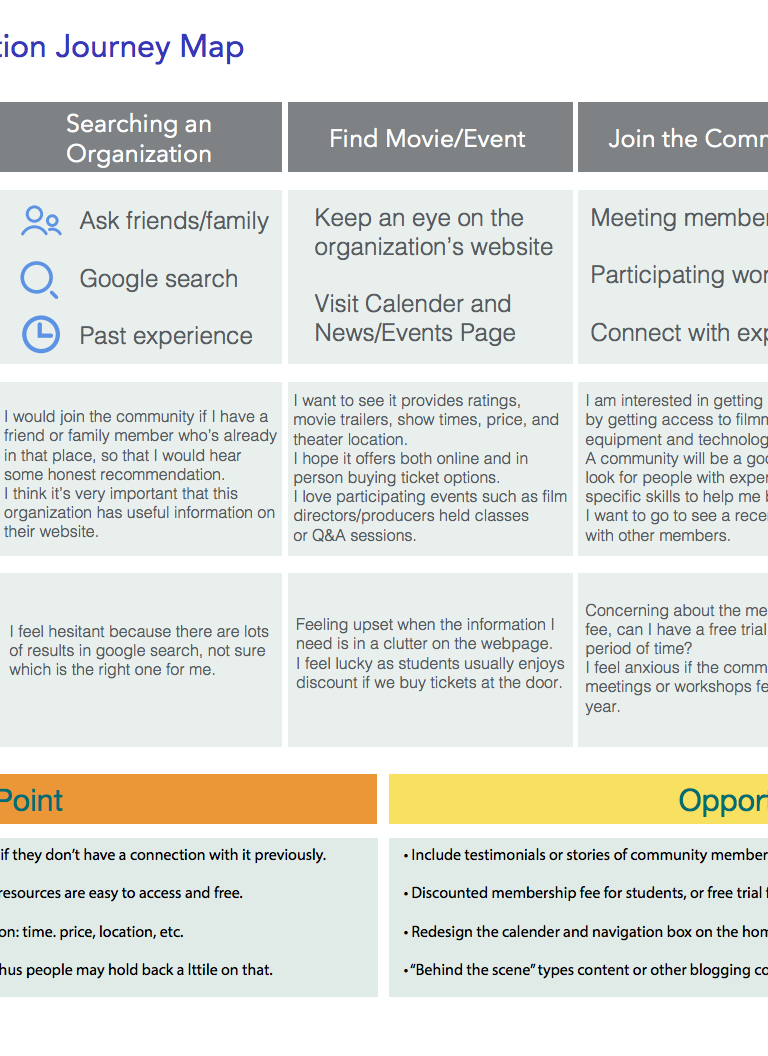 tion Journey Map
Searching an
Organization
Find Movie/Event
Join the Comm
Ask friends/family
Google search
Past experience
Keep an eye on the
organization's website
Visit Calender and
News/Events Page
Meeting member
Participating wor
Connect with exp
I would join the community if I have a
friend or family member who's already
in that place, so that I would hear
some honest recommendation.
I think it's very important that this
organization has useful information on
their website.
I want to see it provides ratings,
movie trailers, show times, price, and
theater location.
I hope it offers both online and in
person buying ticket options.
I love participating events such as film
directors/producers held classes
or Q&A sessions.
I am interested in getting
by getting access to filmm
equipment and technolog
A community will be a goo
look for people with exper
specific skills to help me b
I want to go to see a recen
with other members.
I feel hesitant because there are lots
of results in google search, not sure
which is the right one for me.
Feeling upset when the information I
need is in a clutter on the webpage.
I feel lucky as students usually enjoys
discount if we buy tickets at the door.
Concerning about the me
fee, can I have a free trial
period of time?
I feel anxious if the comm
meetings or workshops fe
year.
Point
if they don't have a connection with it previously.
resources are easy to access and free.
on: time. price, location, etc.
hus people may hold back a lttile on that.
Opport
• Include testimonials or stories of community member
• Discounted membership fee for students, or free trial f
• Redesign the calender and navigation box on the hom
• "Behind the scene" types content or other blogging co